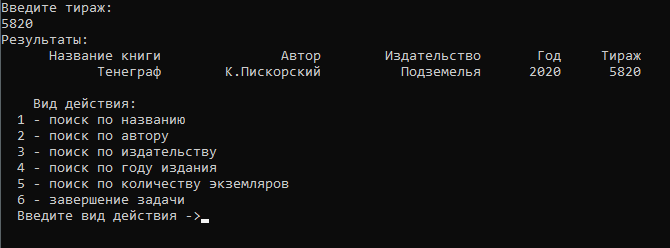 Введите тираж:
5820
Результаты:
Название книги Автор Издательство Год Тираж
Тенеграф К.Пискорский Подземелья 2020 5820
Вид действия:
1 - поиск по названию
2 - поиск по автору
3 - поиск по издательству
4 - поиск по году издания
5 - поиск по количеству экземляров
6 - завершение задачи
Введите вид действия ->